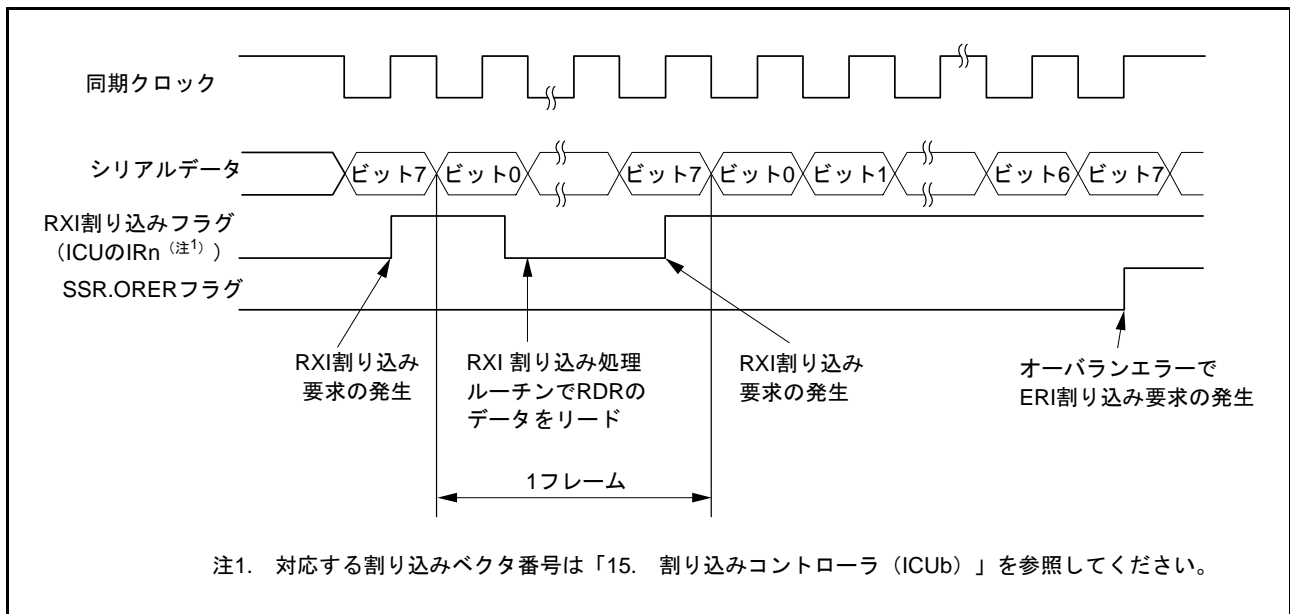 同期クロック
シリアルデータ
ビット7 ビット0 ビット7 ビット0 ビット1 ビット6 ビット7
RXI割り込みフラグ
（ICUのIRn（注1））
SSR.ORERフラグ
RXI割り込み
要求の発生
RXI 割り込み処理
ルーチンでRDRの
データをリード
RXI割り込み
要求の発生
オーバランエラーで
ERI割り込み要求の発生
1フレーム
注1. 対応する割り込みベクタ番号は「15. 割り込みコントローラ（ICUb）」を参照してください。